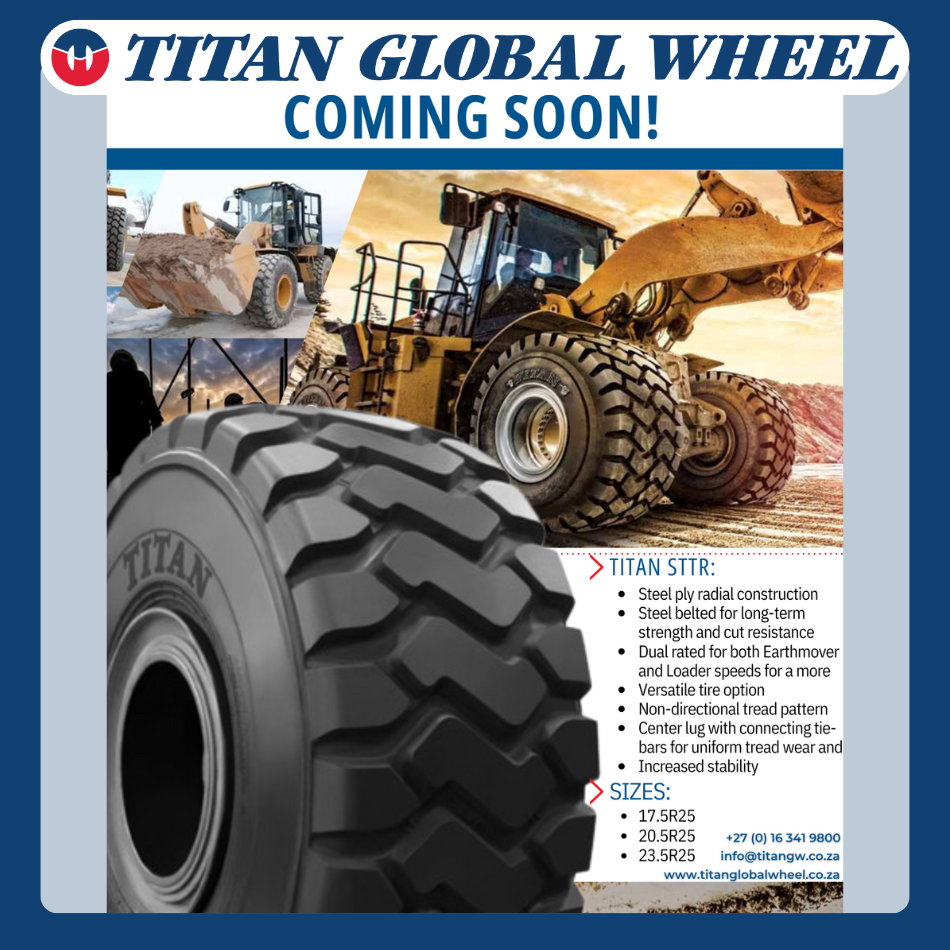 TITAN GLOBAL WHEEL
COMING SOON!
TITAN
TITAN
TITAN STTR:
• Steel ply radial construction
• Steel belted for long-term
strength and cut resistance
• Dual rated for both Earthmover
and Loader speeds for a more
• Versatile tire option
• Non-directional tread pattern
• Center lug with connecting tie-
bars for uniform tread wear and
• Increased stability
SIZES:
• 17.5R25
• 20.5R25
• 23.5R25
+27 (0) 16 341 9800
info@titangw.co.za
www.titanglobalwheel.co.za